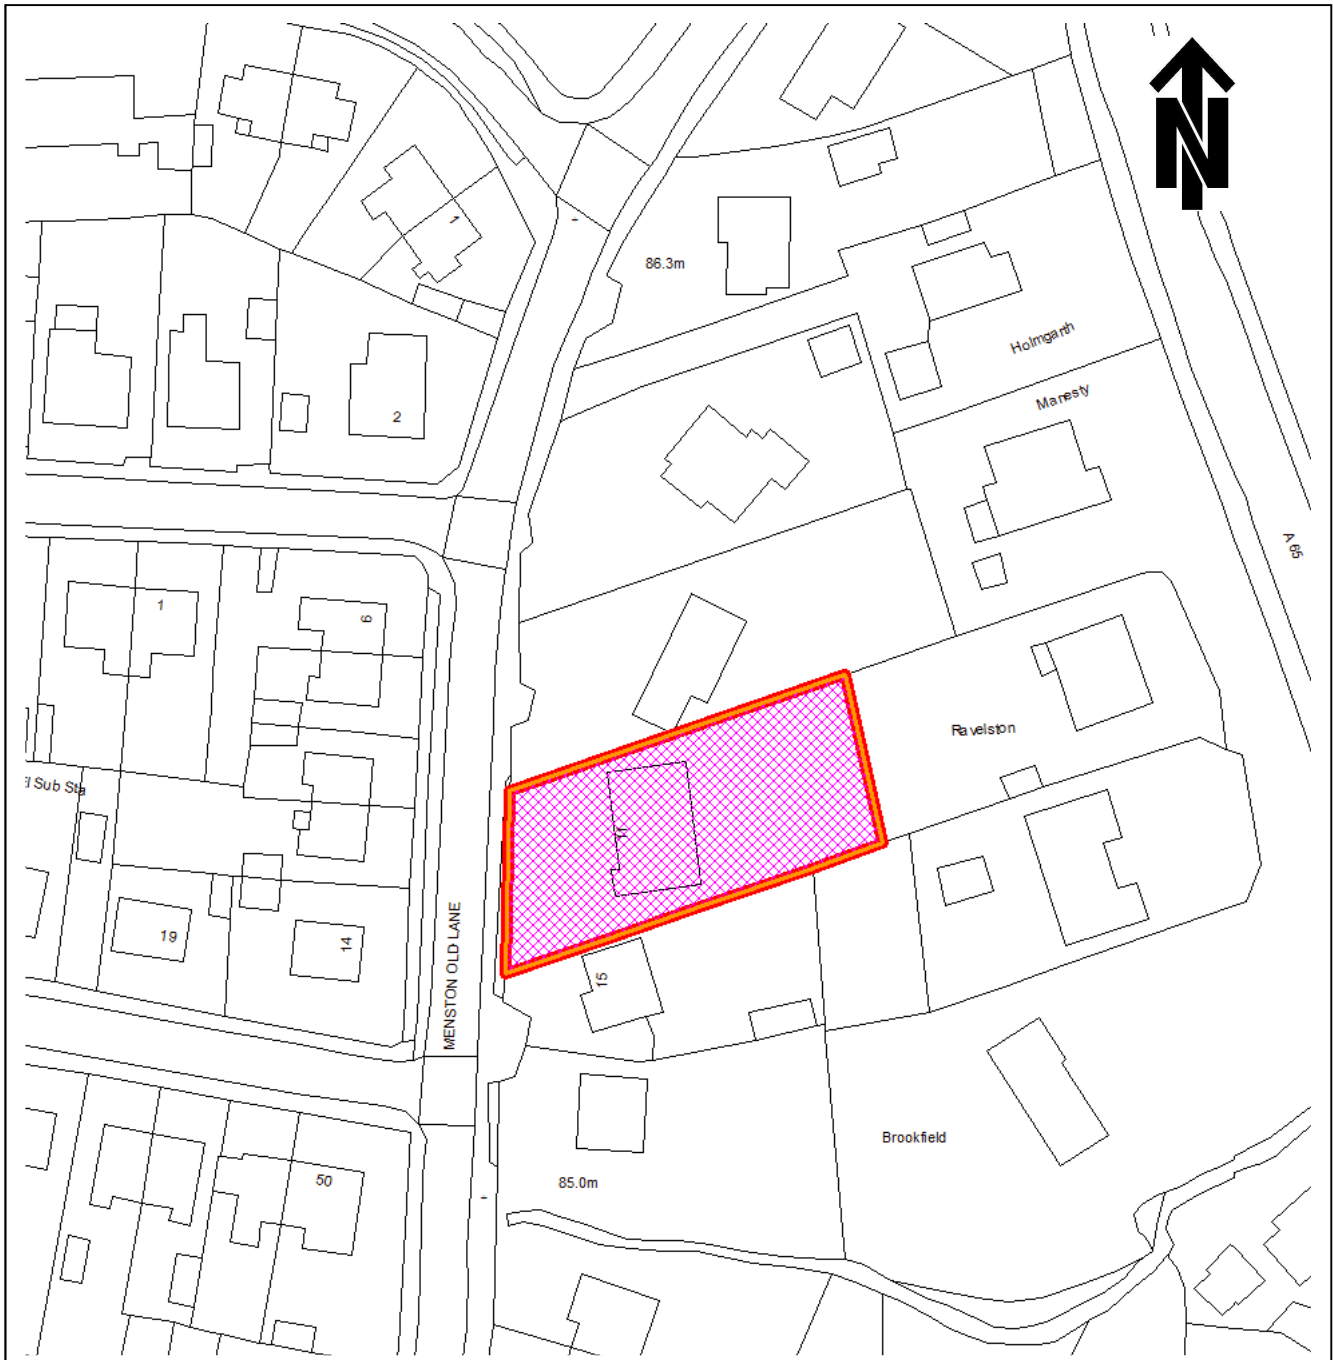 N
1
86.3m
Holmgarth
Manesty
2
A 65
1
6
Ravelston
El Sub Sta
11
19
14
MENSTON OLD LANE
15
Brookfield
50
85.0m